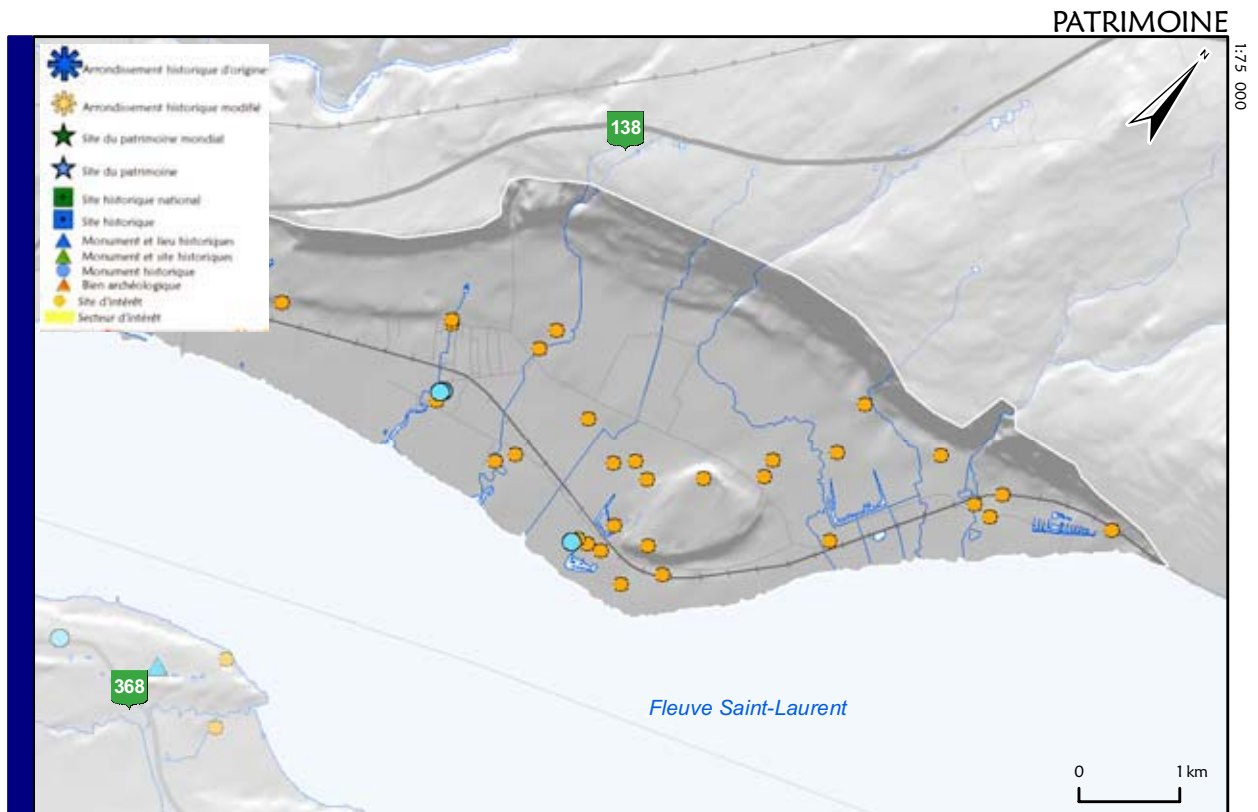 PATRIMOINE
1:75 000
N
Arrondissement historique d'origine
Arrondissement historique modifié
Site du patrimoine mondial
Site du patrimoine
Site historique national
Site historique
Monument et lieu historiques
Monument et site historiques
Monument historique
Bien archéologique
Site d'intérêt
Secteur d'intérêt
138
368
Fleuve Saint-Laurent
0 1 km